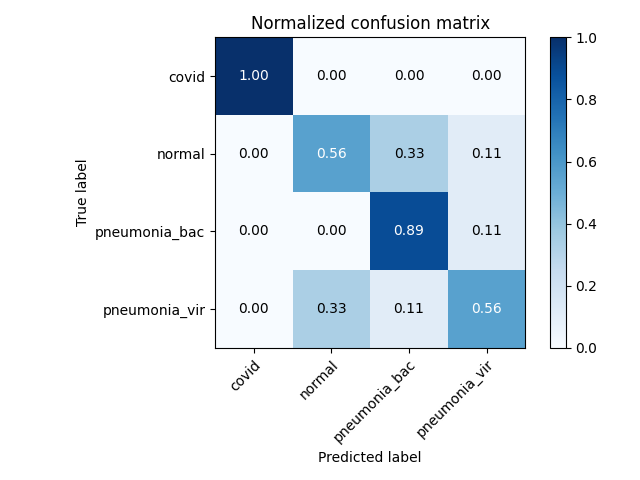 Normalized confusion matrix
True label
covid 1.00 0.00 0.00 0.00
normal 0.00 0.56 0.33 0.11
pneumonia_bac 0.00 0.00 0.89 0.11
pneumonia_vir 0.00 0.33 0.11 0.56
covid normal pneumonia_bac pneumonia_vir
Predicted label
1.0
0.8
0.6
0.4
0.2
0.0